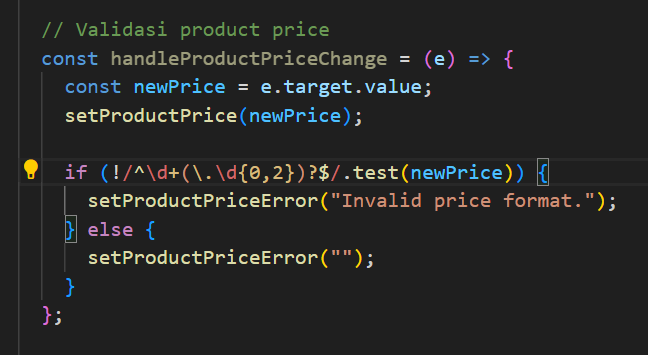 // Validasi product price
const handleProductPriceChange = (e) => {
const newPrice = e.target.value;
setProductPrice(newPrice);
if (!/^\d+(\.\d{0,2})?$/.test(newPrice)) {
setProductPriceError("Invalid price format.");
} else {
setProductPriceError("");
}
};